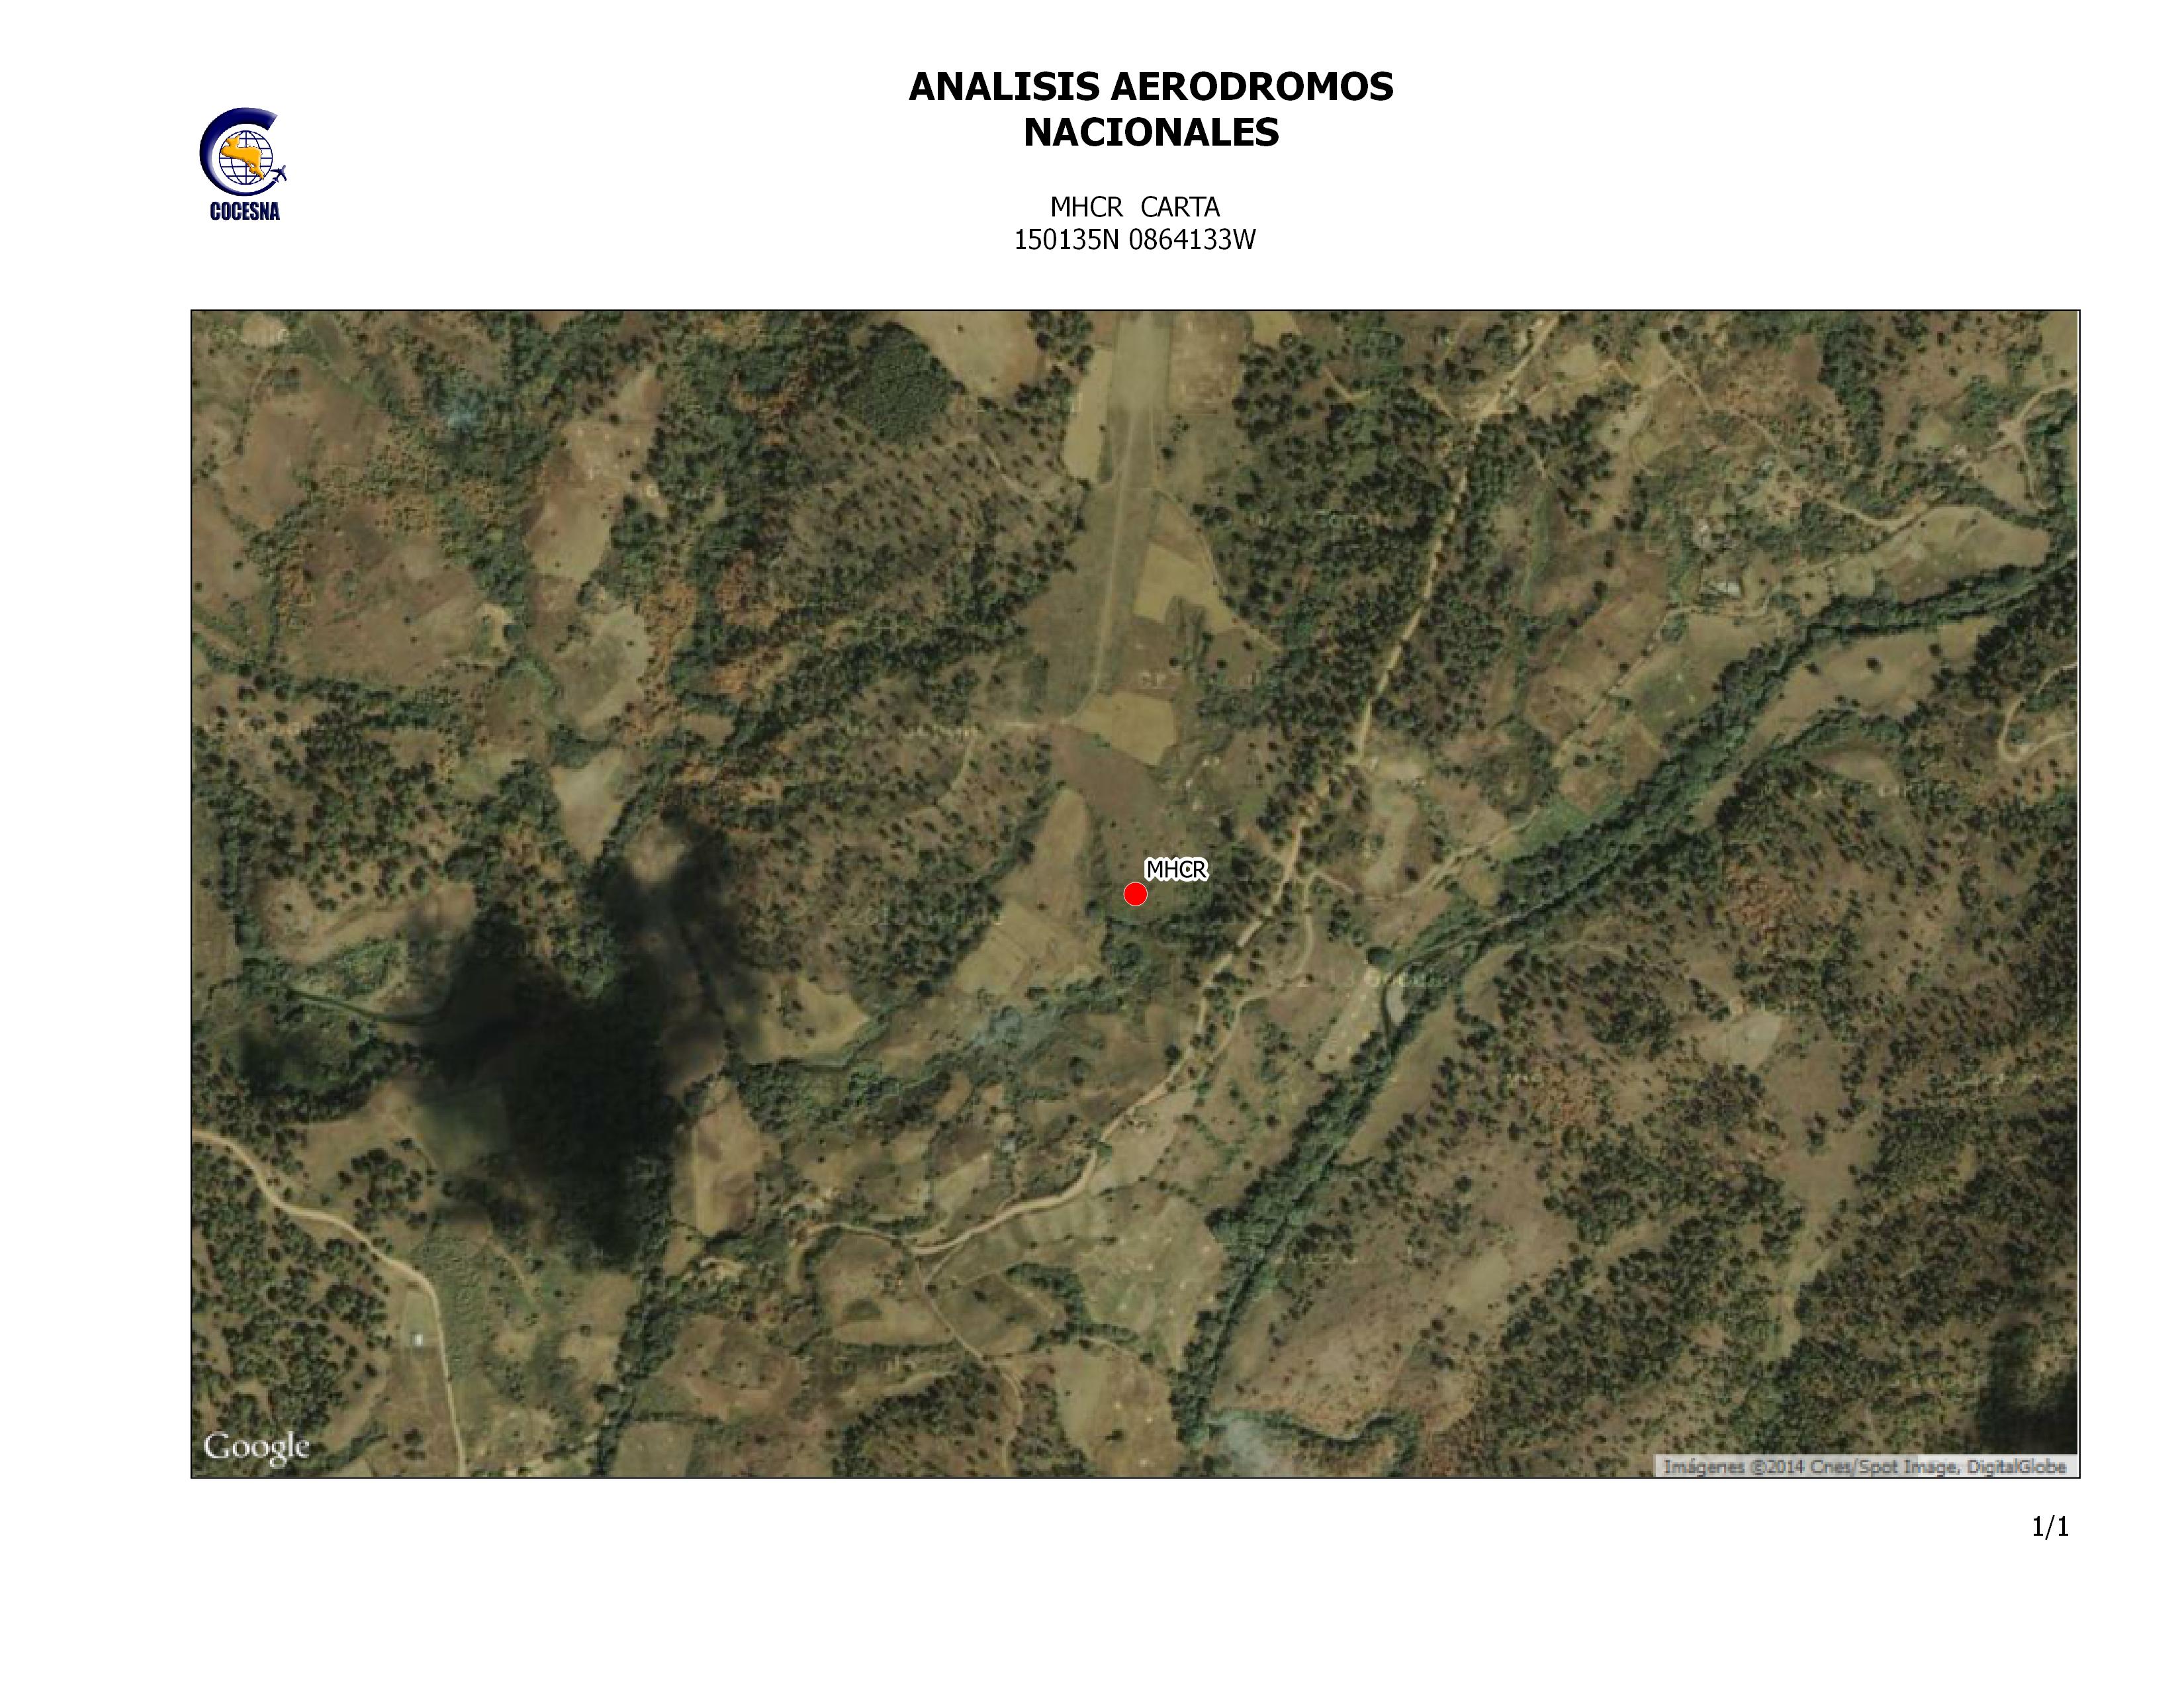 ANALISIS AERODROMOS
NACIONALES
COCESNA
MHCR CARTA
150135N 0864133W
MHCR
Google
Imágenes ©2014 Cnes/Spot Image, DigitalGlobe
1/1